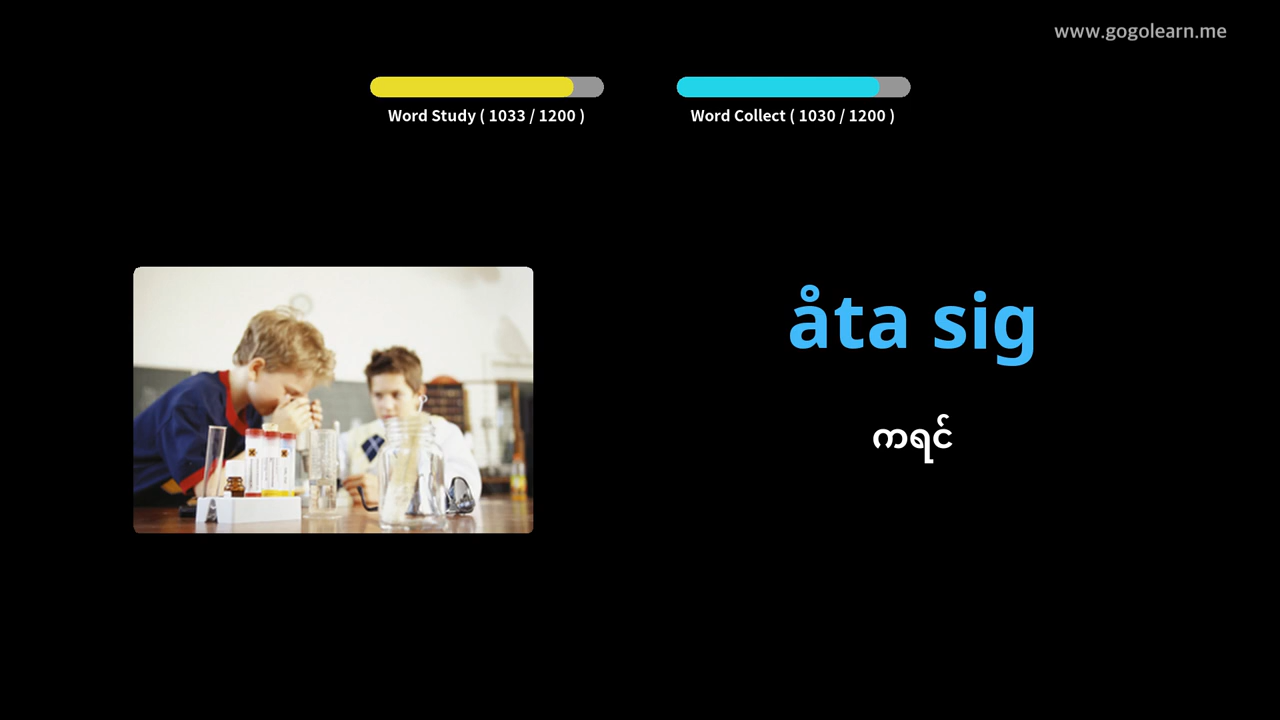 www.gogolearn.me
Word Study ( 1033 / 1200 )
Word Collect ( 1030 / 1200 )
åta sig
ကရင်